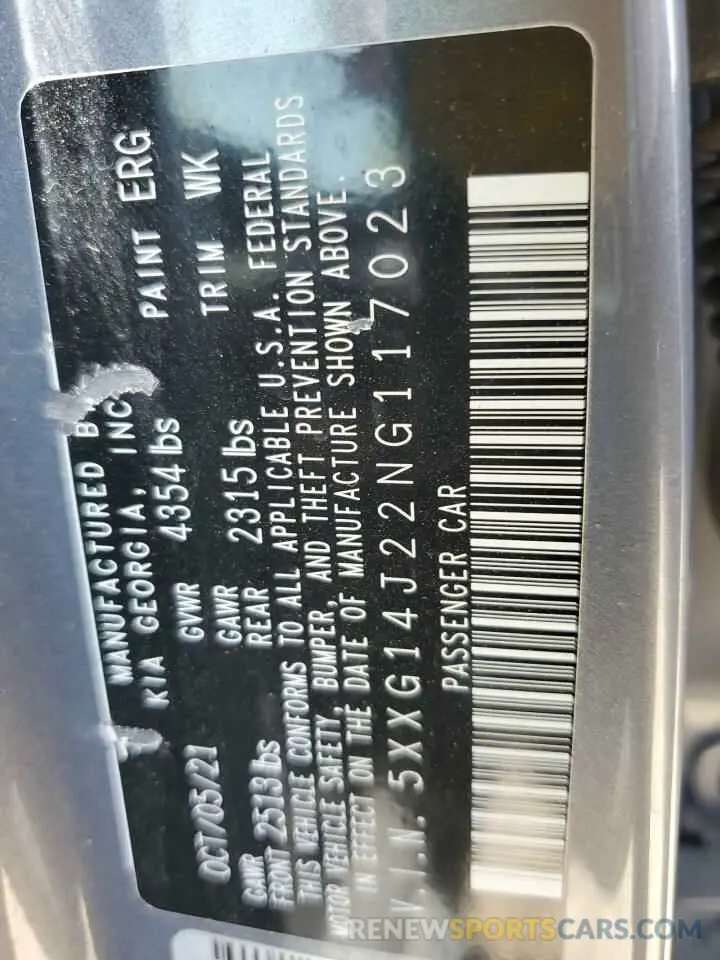 MANUFACTURED B
OCT/05/21 KIA GEORGIA, INC PAINT ERG
GVWR 4354 lbs
GAWR GAWR TRIM WK
FRONT 2513 lbs REAR 2315 lbs
THIS VEHICLE CONFORMS TO ALL APPLICABLE U.S.A. FEDERAL
MOTOR VEHICLE SAFETY, BUMPER, AND THEFT PREVENTION STANDARDS
IN EFFECT ON THE DATE OF MANUFACTURE SHOWN ABOVE.
V.I.N. 5XXG14J22NG117023
PASSENGER CAR
RENEWSPORTSCARS.COM